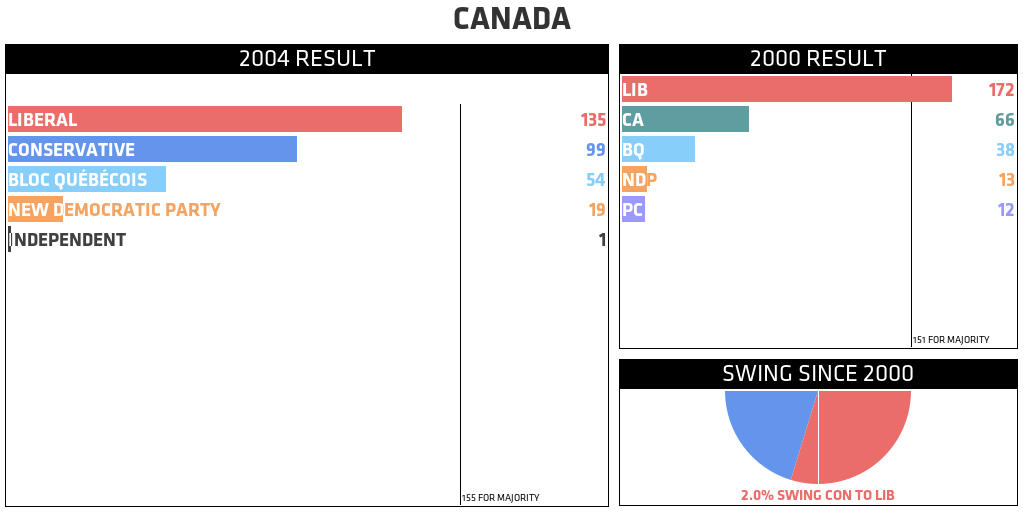 CANADA
2004 RESULT
LIBERAL 135
CONSERVATIVE 99
BLOC QUÉBÉCOIS 54
NEW DEMOCRATIC PARTY 19
INDEPENDENT 1
155 FOR MAJORITY
2000 RESULT
LIB 172
CA 66
BQ 38
NDP 13
PC 12
151 FOR MAJORITY
SWING SINCE 2000
2.0% SWING CON TO LIB